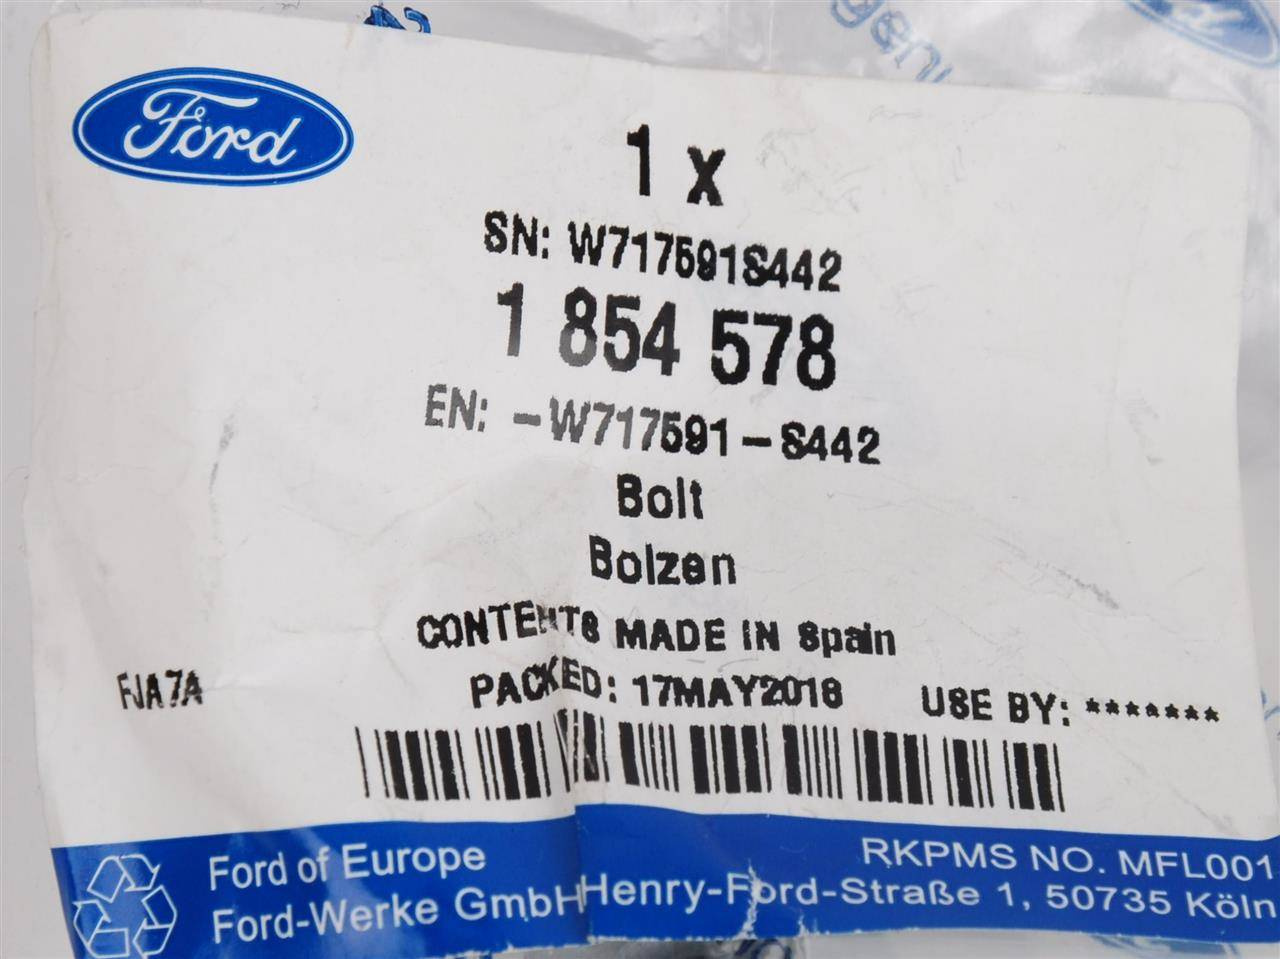 Ford
1 x
SN: W717591S442
1 854 578
EN: -W717591-S442
Bolt
Bolzen
CONTENTS MADE IN Spain
FJA7A
PACKED: 17MAY2018
USE BY: *******
Ford of Europe
RKPMS NO. MFL001
Ford-Werke GmbH
Henry-Ford-Straße 1, 50735 Köln